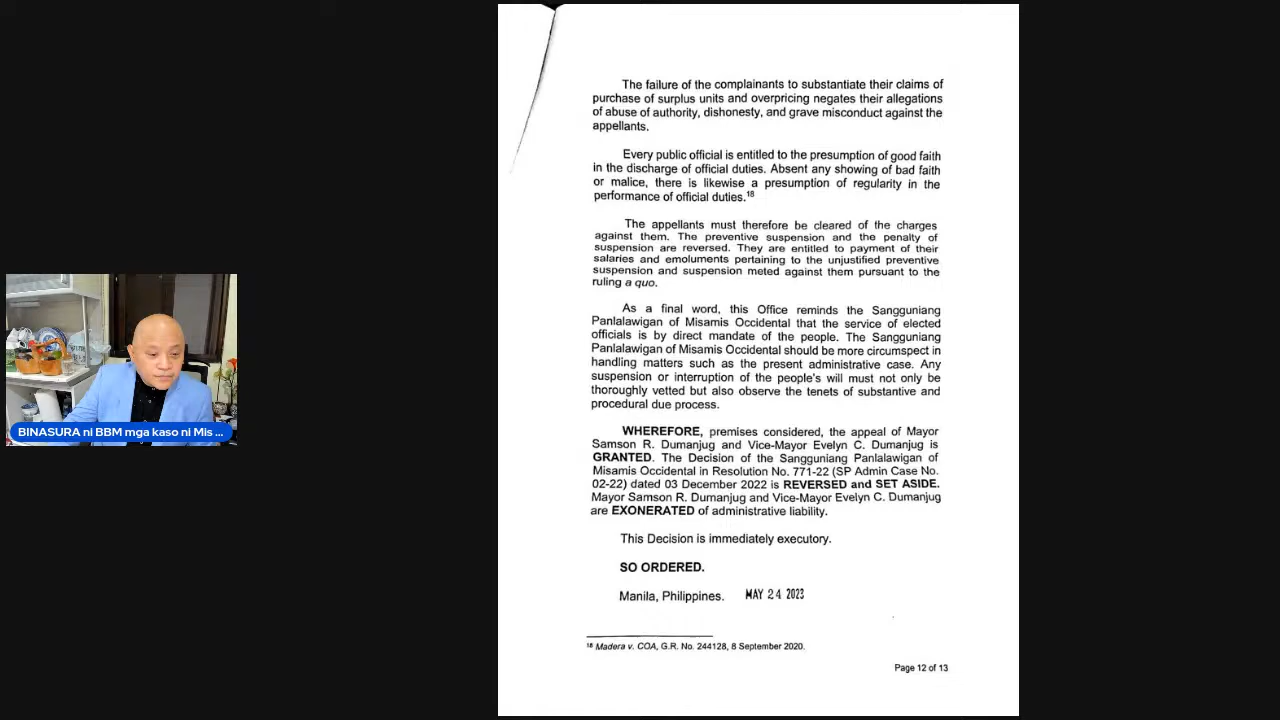 The failure of the complainants to substantiate their claims of
purchase of surplus units and overpricing negates their allegations
of abuse of authority, dishonesty, and grave misconduct against the
appellants.
Every public official is entitled to the presumption of good faith
in the discharge of official duties. Absent any showing of bad faith
or malice, there is likewise a presumption of regularity in the
performance of official duties.18
The appellants must therefore be cleared of the charges
against them. The preventive suspension and the penalty of
suspension are reversed. They are entitled to payment of their
salaries and emoluments pertaining to the unjustified preventive
suspension and suspension meted against them pursuant to the
ruling a quo.
As a final word, this Office reminds the Sangguniang
Panlalawigan of Misamis Occidental that the service of elected
officials is by direct mandate of the people. The Sangguniang
Panlalawigan of Misamis Occidental should be more circumspect in
handling matters such as the present administrative case. Any
suspension or interruption of the people's will must not only be
thoroughly vetted but also observe the tenets of substantive and
procedural due process.
WHEREFORE, premises considered, the appeal of Mayor
Samson R. Dumanjug and Vice-Mayor Evelyn C. Dumanjug is
GRANTED. The Decision of the Sangguniang Panlalawigan of
Misamis Occidental in Resolution No. 771-22 (SP Admin Case No.
02-22) dated 03 December 2022 is REVERSED and SET ASIDE.
Mayor Samson R. Dumanjug and Vice-Mayor Evelyn C. Dumanjug
are EXONERATED of administrative liability.
This Decision is immediately executory.
SO ORDERED.
Manila, Philippines. MAY 24 2023
18 Madera v. COA, G.R. No. 244128, 8 September 2020.
Page 12 of 13
BINASURA ni BBM mga kaso ni Mis ...